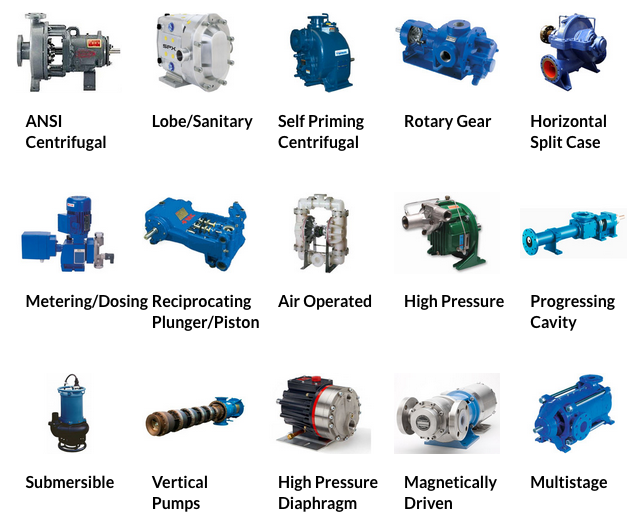 SPX
ANSI
Centrifugal
Lobe/Sanitary
Self Priming
Centrifugal
Rotary Gear
Horizontal
Split Case
Metering/Dosing
Reciprocating
Plunger/Piston
Air Operated
High Pressure
Progressing
Cavity
Submersible
Vertical
Pumps
High Pressure
Diaphragm
Magnetically
Driven
Multistage